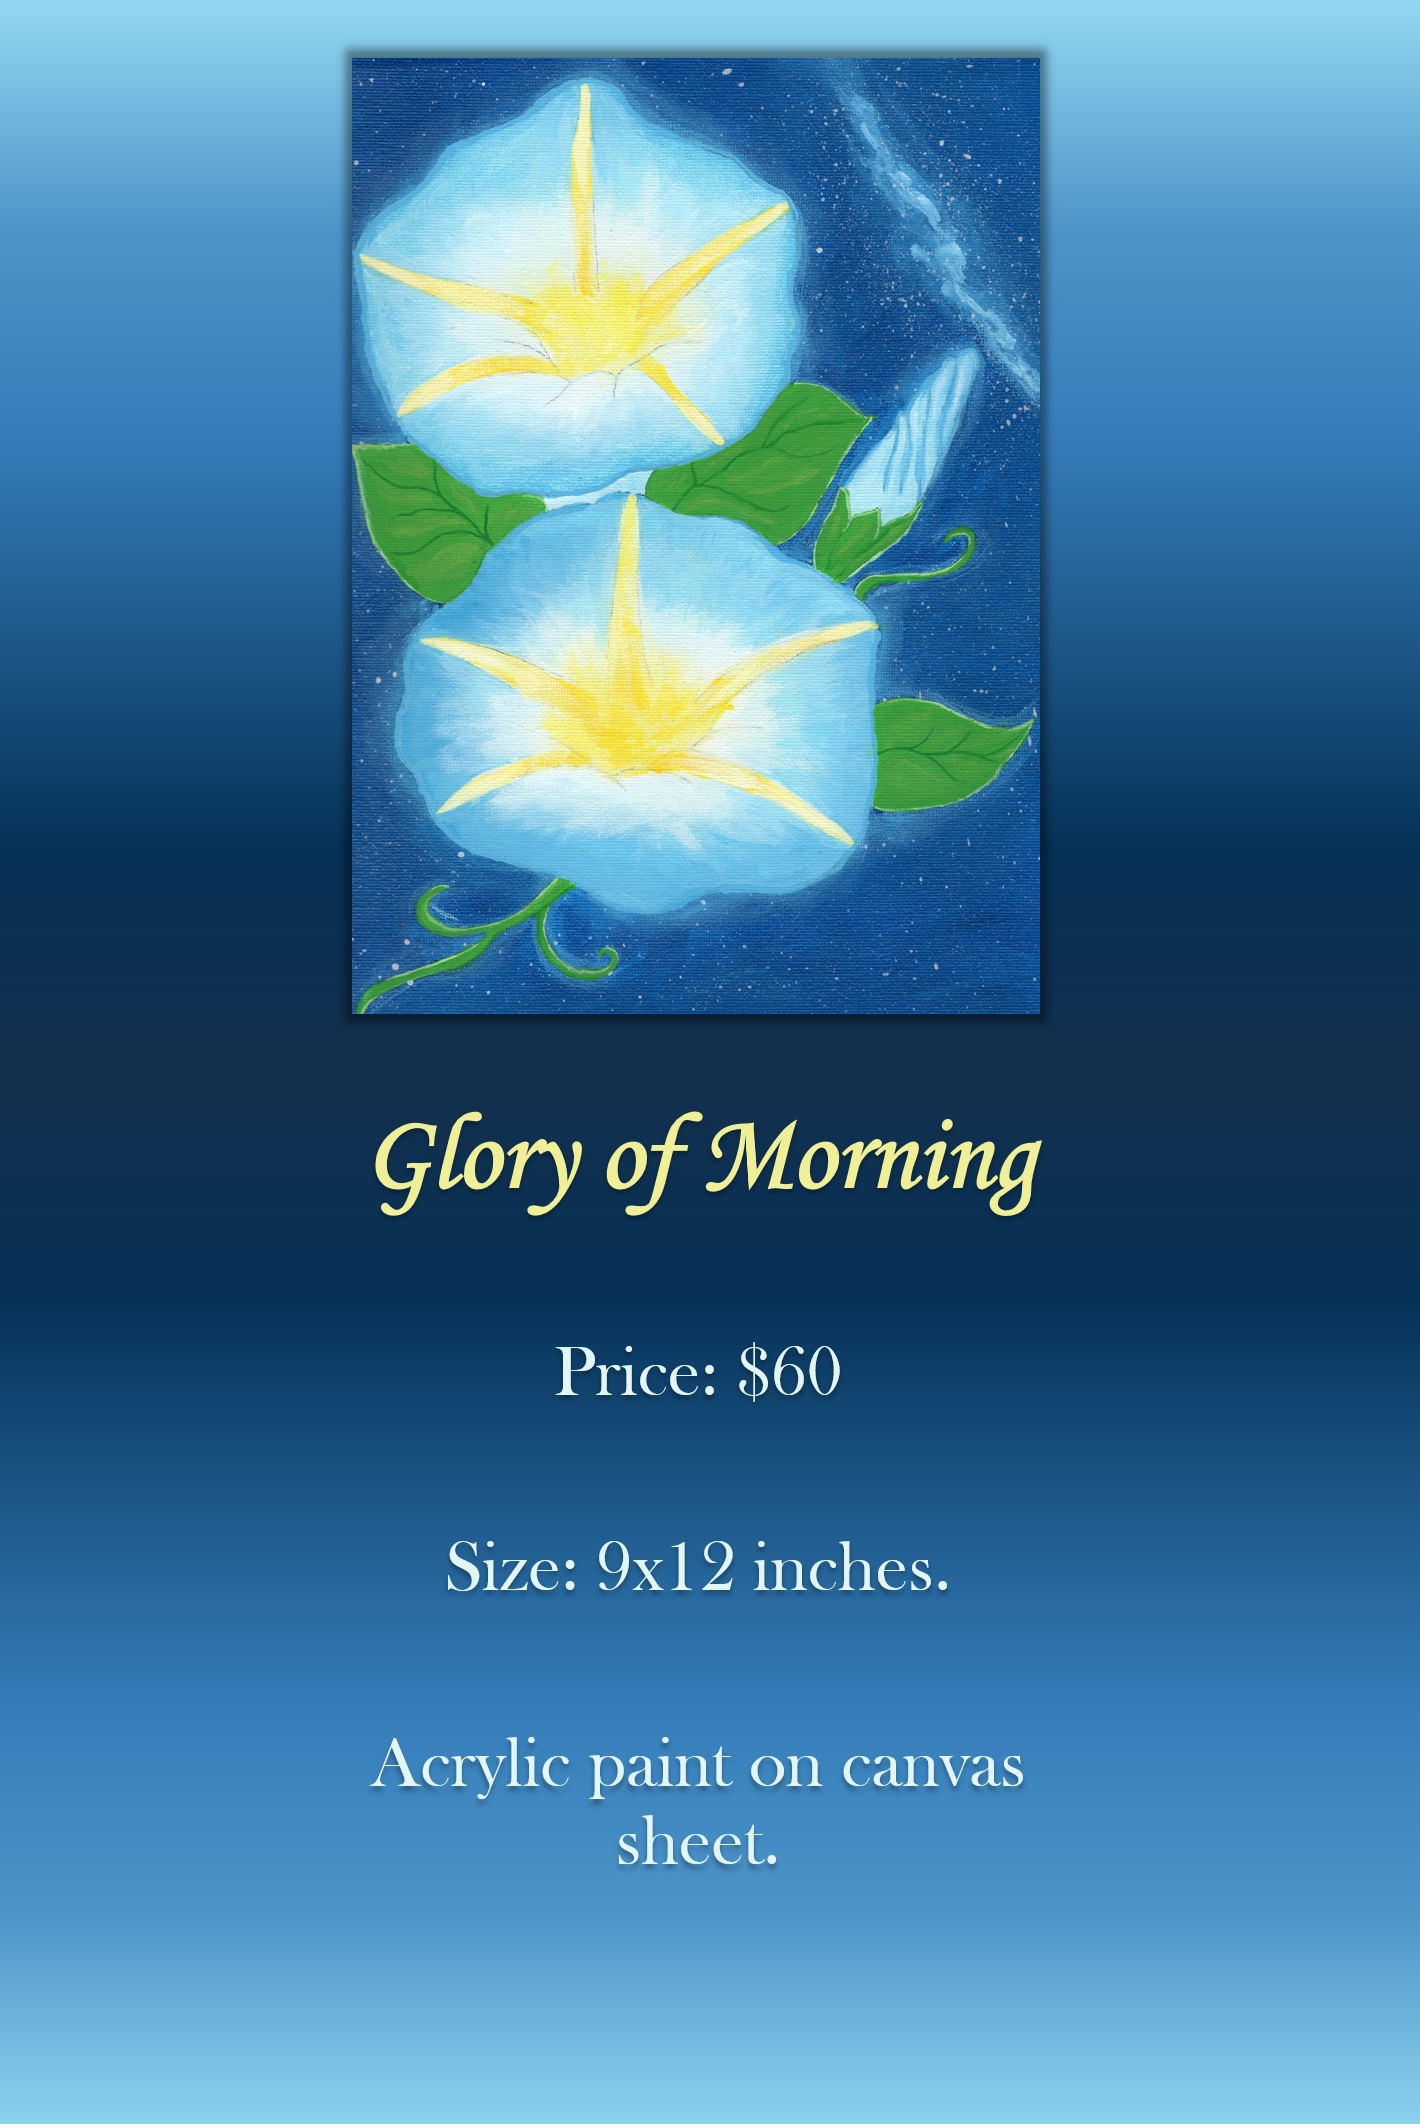 Glory of Morning
Price: $60
Size: 9x12 inches.
Acrylic paint on canvas
sheet.